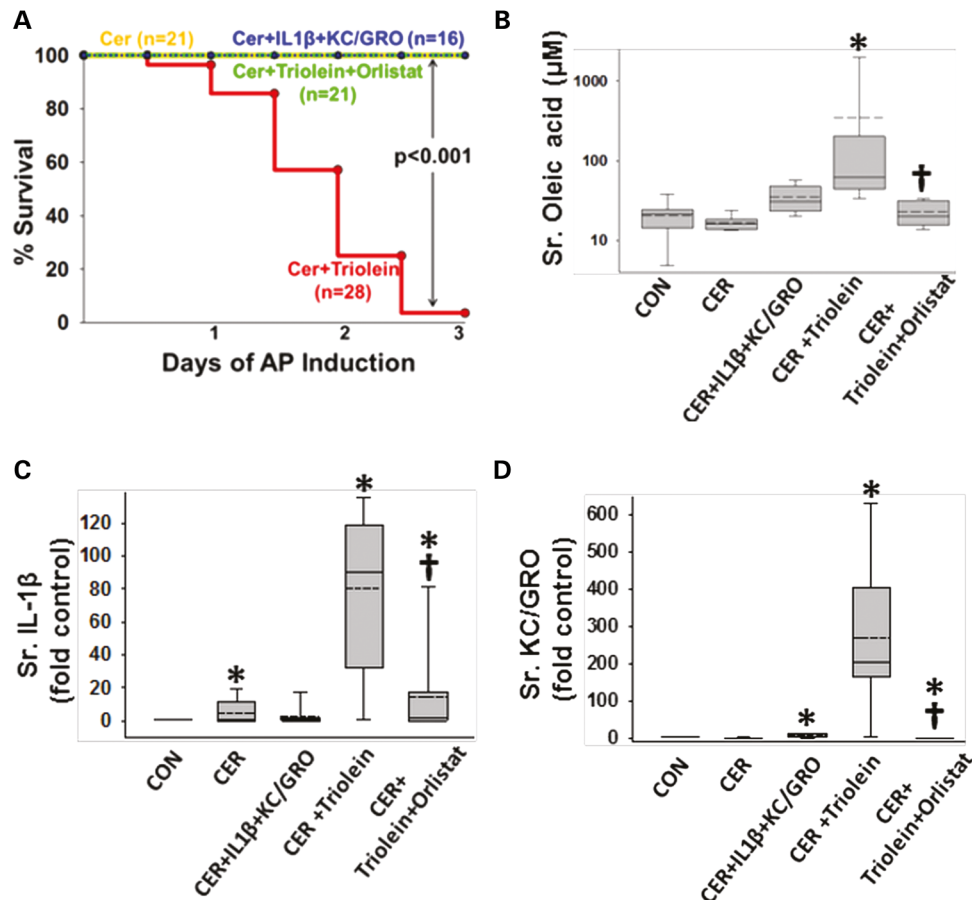 A
% Survival
100
80
60
40
20
0
Cer (n=21)
Cer+IL1β+KC/GRO (n=16)
Cer+Triolein+Orlistat
(n=21)
p<0.001
Cer+Triolein
(n=28)
1
2
3
Days of AP Induction
B
Sr. Oleic acid (µM)
1000
100
10
*
†
CON
CER
CER+IL1β+KC/GRO
CER +Triolein
CER+
Triolein+Orlistat
C
Sr. IL-1β
(fold control)
120
100
80
60
40
20
0
*
*
*
†
CON
CER
CER+IL1β+KC/GRO
CER +Triolein
CER+
Triolein+Orlistat
D
Sr. KC/GRO
(fold control)
600
500
400
300
200
100
0
*
*
*
†
CON
CER
CER+IL1β+KC/GRO
CER +Triolein
CER+
Triolein+Orlistat